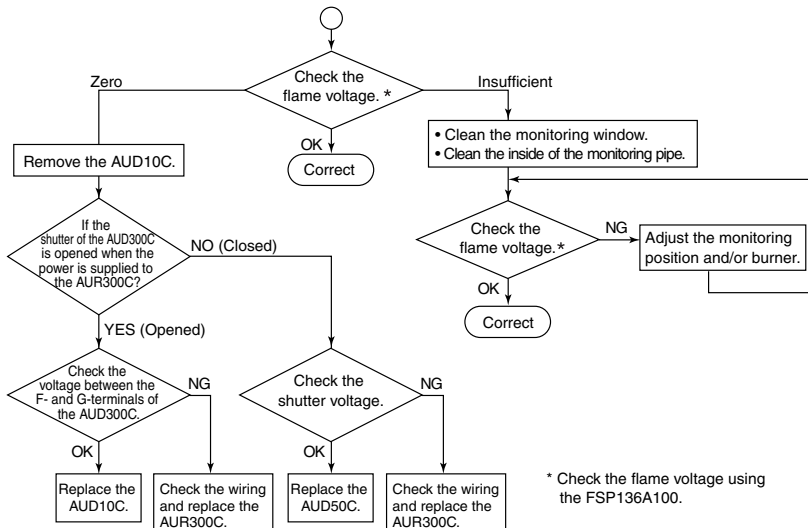 Check the
flame voltage. *
Zero
Insufficient
OK
Correct
Remove the AUD10C.
• Clean the monitoring window.
• Clean the inside of the monitoring pipe.
If the
shutter of the AUD300C
is opened when the
power is supplied to
the AUR300C?
NO (Closed)
YES (Opened)
Check the
flame voltage.*
NG
Adjust the monitoring
position and/or burner.
OK
Correct
Check the
voltage between the
F- and G-terminals of
the AUD300C.
NG
OK
Check the
shutter voltage.
NG
OK
Replace the
AUD10C.
Check the wiring
and replace the
AUR300C.
Replace the
AUD50C.
Check the wiring
and replace the
AUR300C.
* Check the flame voltage using
the FSP136A100.